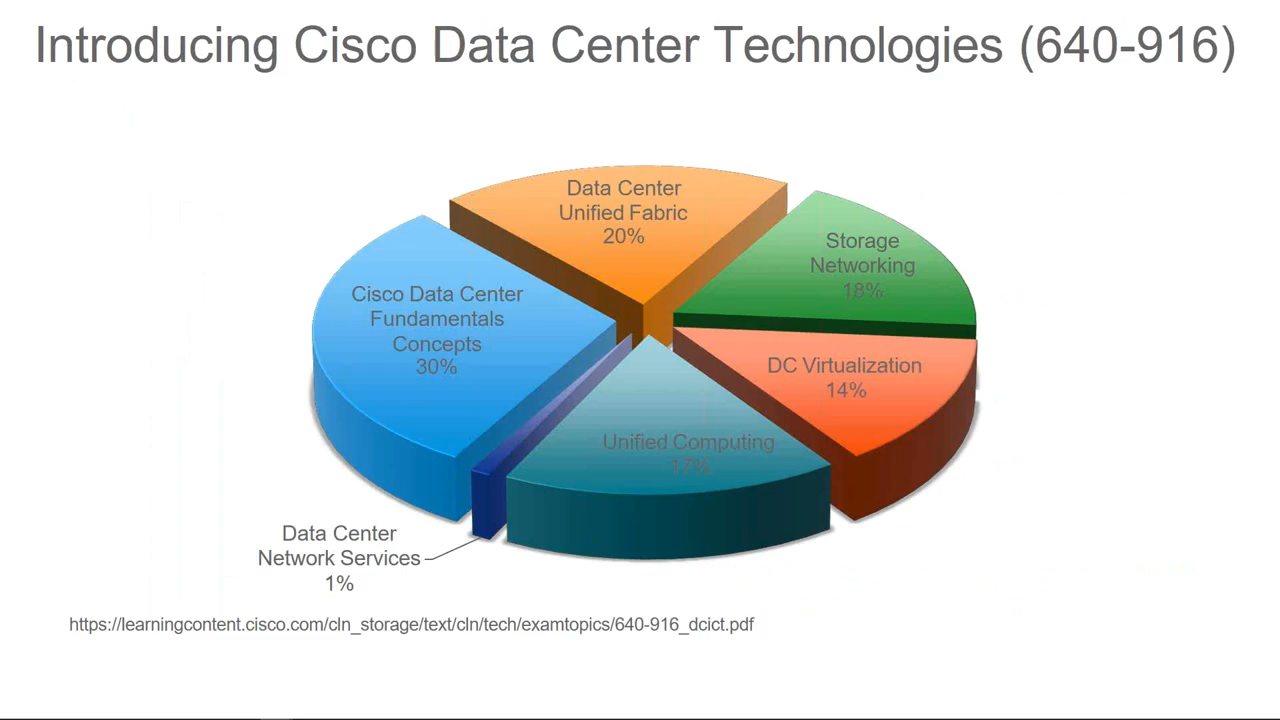 Introducing Cisco Data Center Technologies (640-916)
Data Center
Unified Fabric
20%
Storage
Networking
18%
Cisco Data Center
Fundamentals
Concepts
30%
DC Virtualization
14%
Unified Computing
17%
Data Center
Network Services
1%
https://learningcontent.cisco.com/cln_storage/text/cln/tech/examtopics/640-916_dcict.pdf